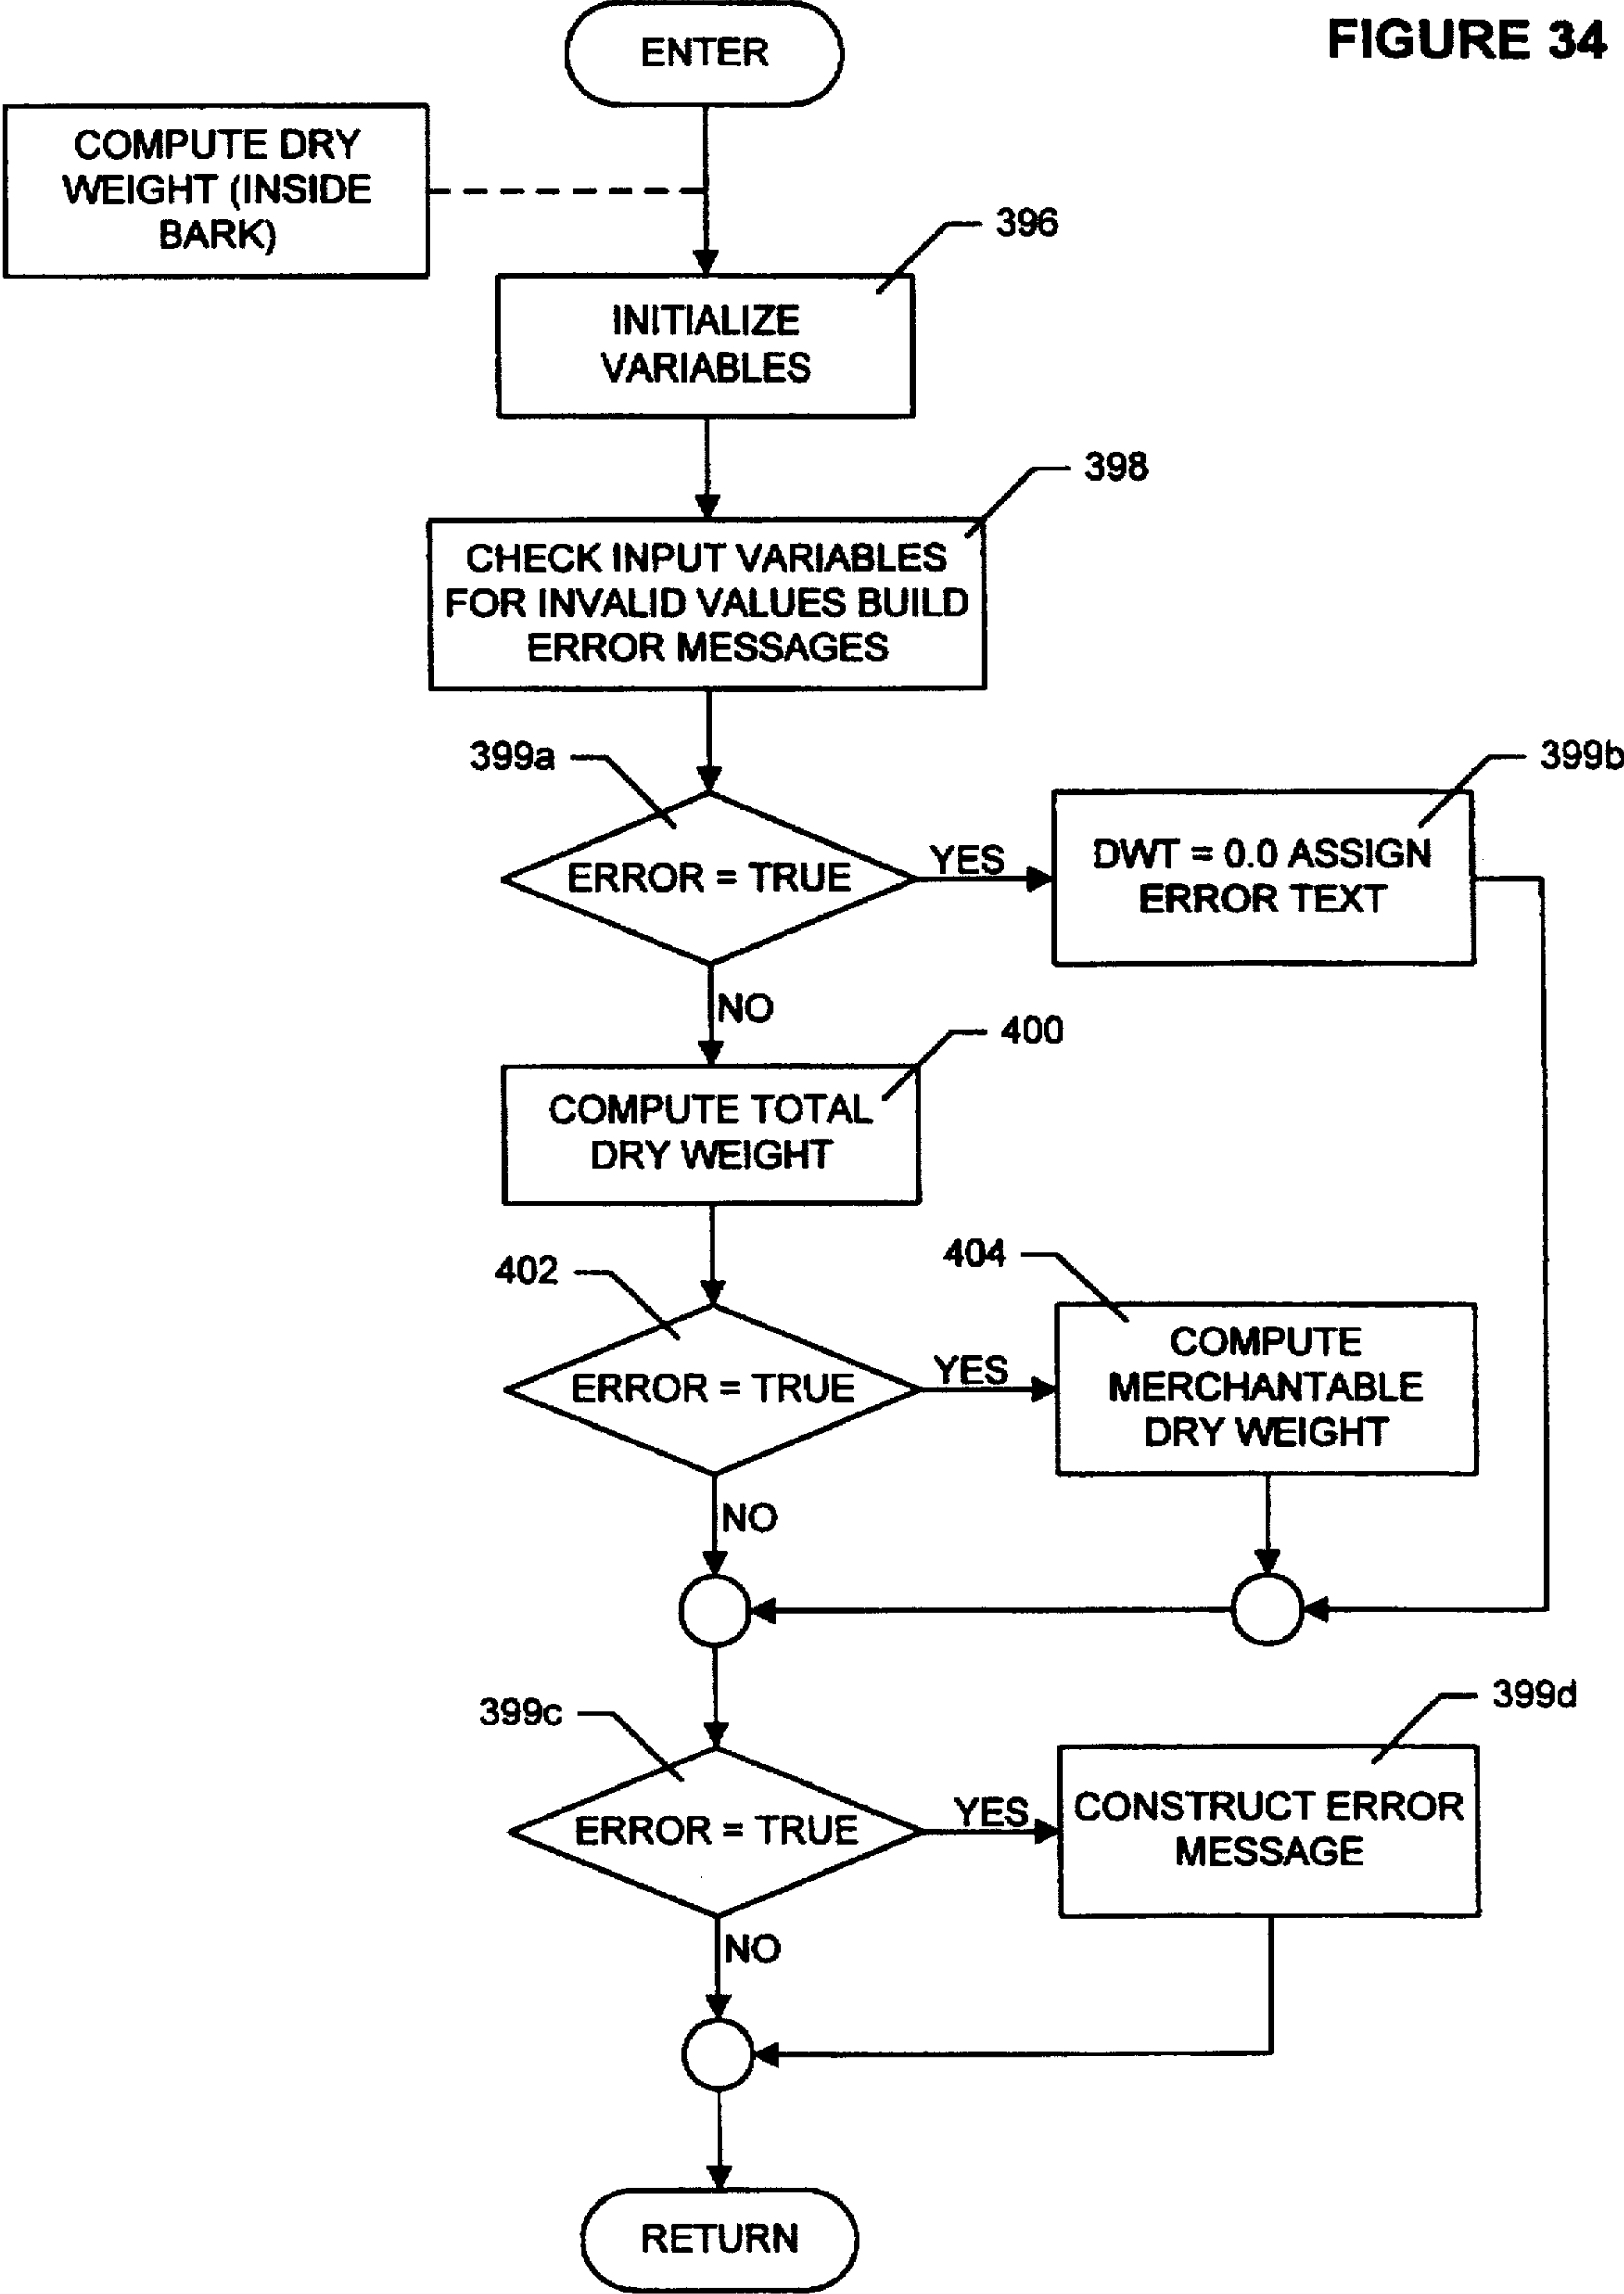 FIGURE 34
ENTER
COMPUTE DRY
WEIGHT (INSIDE
BARK)
396
INITIALIZE
VARIABLES
398
CHECK INPUT VARIABLES
FOR INVALID VALUES BUILD
ERROR MESSAGES
399a
399b
ERROR = TRUE
YES
DWT = 0.0 ASSIGN
ERROR TEXT
NO
400
COMPUTE TOTAL
DRY WEIGHT
402
404
ERROR = TRUE
YES
COMPUTE
MERCHANTABLE
DRY WEIGHT
NO
399c
399d
ERROR = TRUE
YES
CONSTRUCT ERROR
MESSAGE
NO
RETURN